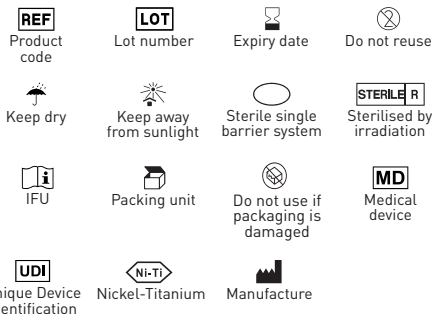 REF
LOT
Product code
Lot number
Expiry date
Do not reuse
STERILE R
Keep dry
Keep away from sunlight
Sterile single barrier system
Sterilised by irradiation
i
MD
IFU
Packing unit
Do not use if packaging is damaged
Medical device
UDI
Ni-Ti
nique Device
entification
Nickel-Titanium
Manufacture